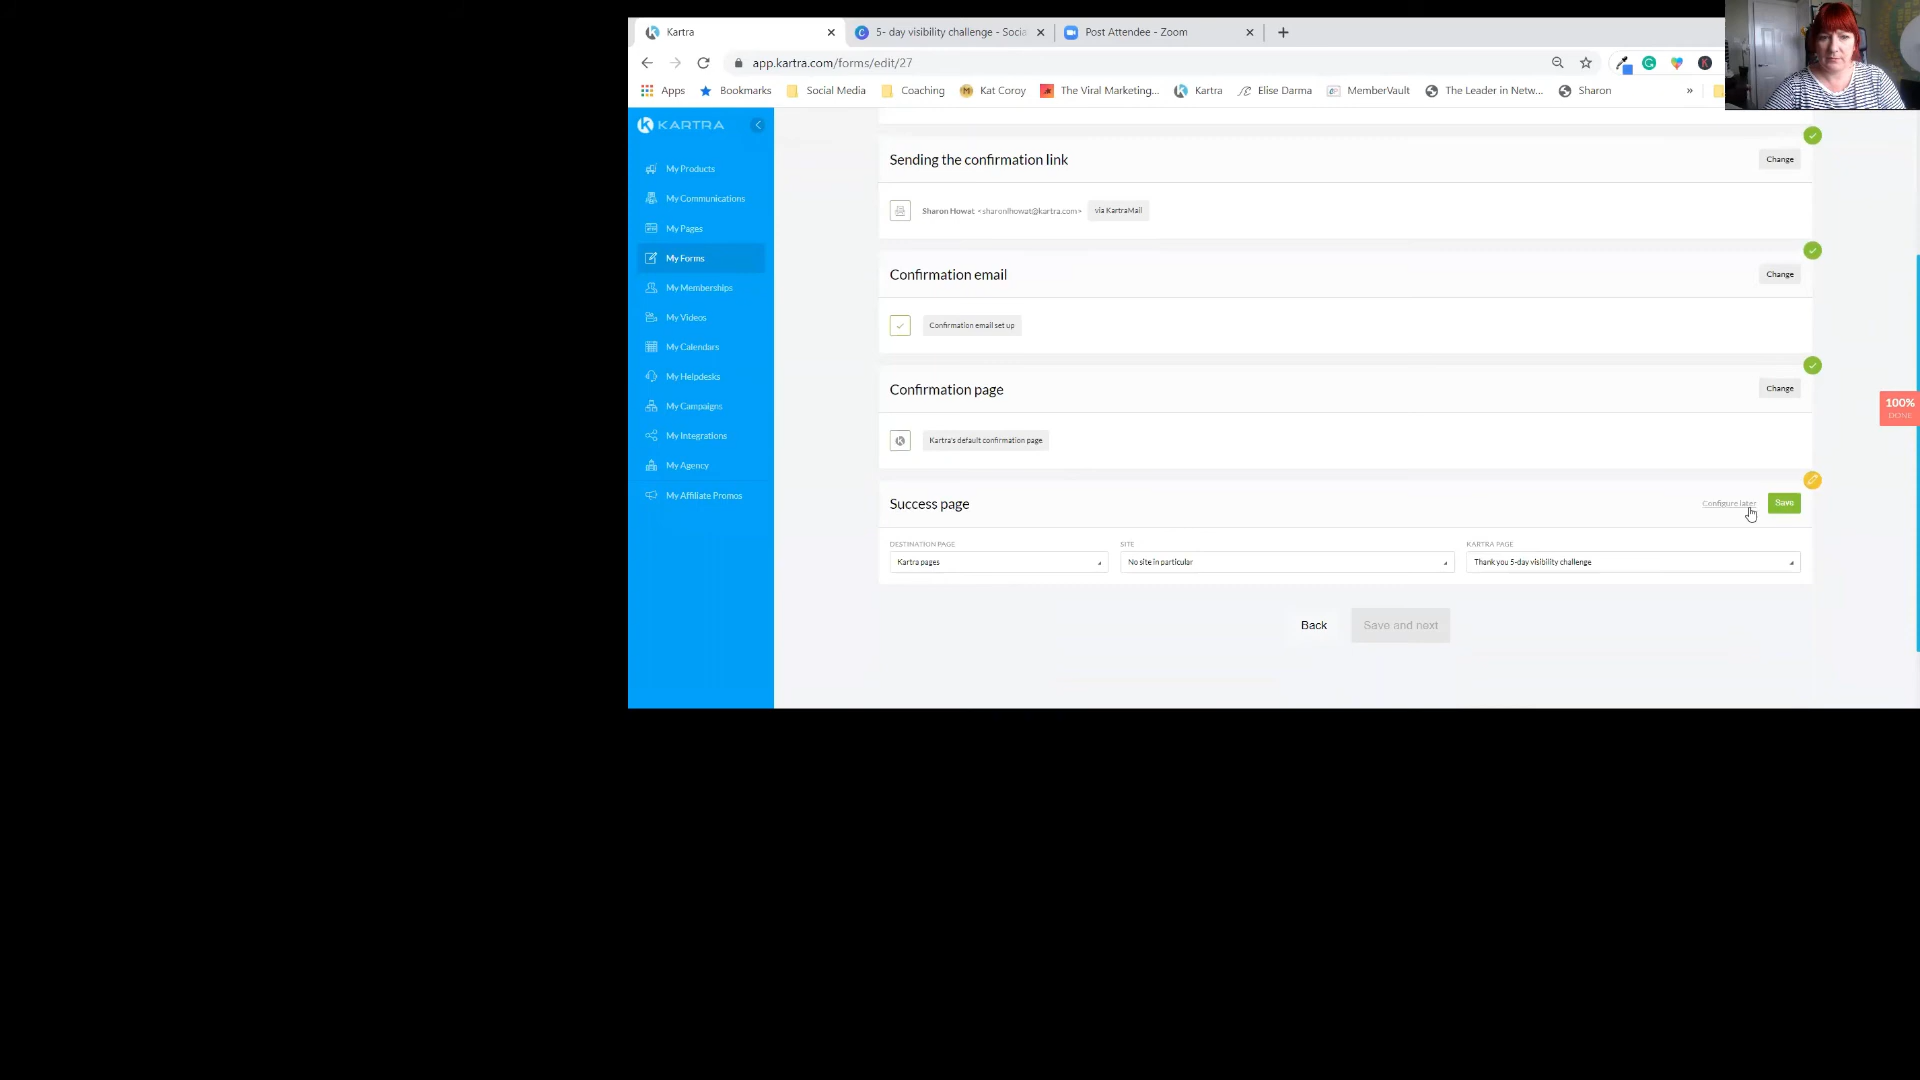 Kartra
5- day visibility challenge - Socia
Post Attendee - Zoom
app.kartra.com/forms/edit/27
Apps
Bookmarks
Social Media
Coaching
Kat Coroy
The Viral Marketing...
Kartra
Elise Darma
MemberVault
The Leader in Netw...
Sharon
»
KARTRA
My Products
My Communications
My Pages
My Forms
My Memberships
My Videos
My Calendars
My Helpdesks
My Campaigns
My Integrations
My Agency
My Affiliate Promos
Sending the confirmation link
Change
Sharon Howat <sharonlhowat@kartra.com>
via KartraMail
Confirmation email
Change
Confirmation email set up
Confirmation page
Change
Kartra's default confirmation page
Success page
Configure later
Save
DESTINATION PAGE
SITE
KARTRA PAGE
Kartra pages
No site in particular
Thank you 5-day visibility challenge
Back
Save and next
100%
DONE